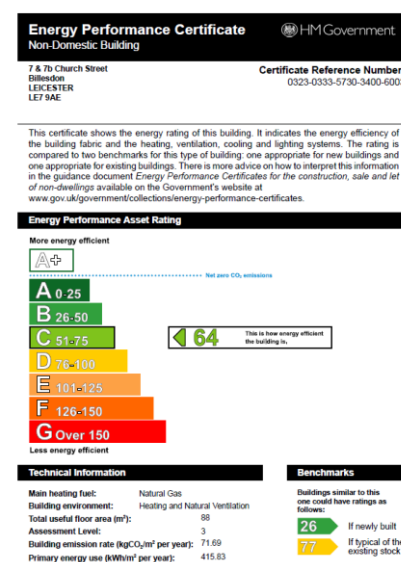 Energy Performance Certificate
HM Government
Non-Domestic Building
7 & 7b Church Street
Billesdon
LEICESTER
LE7 9AE
Certificate Reference Number
0323-0333-5730-3400-6003
This certificate shows the energy rating of this building. It indicates the energy efficiency of
the building fabric and the heating, ventilation, cooling and lighting systems. The rating is
compared to two benchmarks for this type of building: one appropriate for new buildings and
one appropriate for existing buildings. There is more advice on how to interpret this information
in the guidance document Energy Performance Certificates for the construction, sale and let
of non-dwellings available on the Government's website at
www.gov.uk/government/collections/energy-performance-certificates.
Energy Performance Asset Rating
More energy efficient
A+
Net zero CO₂ emissions
A 0-25
B 26-50
C 51-75
64
This is how energy efficient
the building is.
D 76-100
E 101-125
F 126-150
G Over 150
Less energy efficient
Technical Information
Main heating fuel: Natural Gas
Building environment: Heating and Natural Ventilation
Total useful floor area (m²): 88
Assessment Level: 3
Building emission rate (kgCO₂/m² per year): 71.69
Primary energy use (kWh/m² per year): 415.83
Benchmarks
Buildings similar to this
one could have ratings as
follows:
26 If newly built
77 If typical of the
existing stock